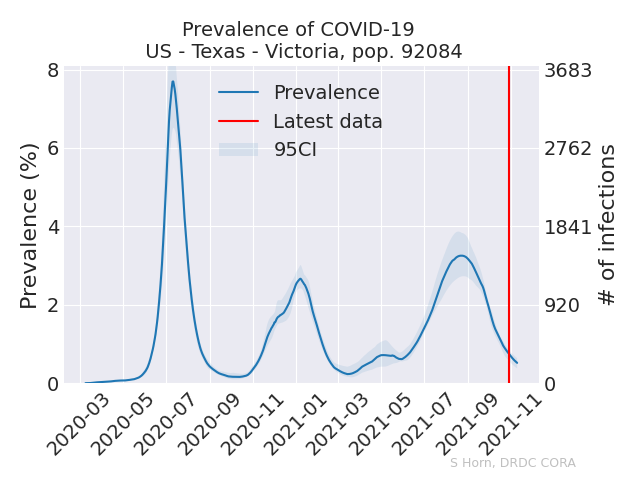 Prevalence of COVID-19
US - Texas - Victoria, pop. 92084
Prevalence
Latest data
95CI
Prevalence (%)
8
6
4
2
0
3683
2762
1841
920
0
# of infections
2020-03
2020-05
2020-07
2020-09
2020-11
2021-01
2021-03
2021-05
2021-07
2021-09
2021-11
S Horn, DRDC CORA